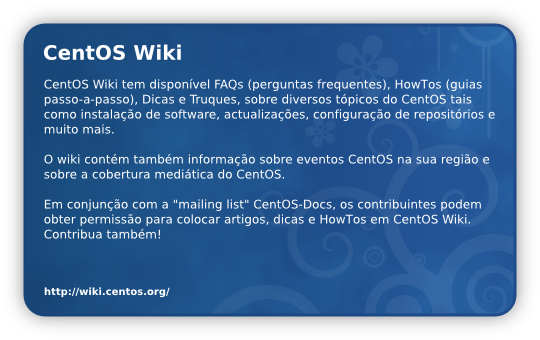 CentOS Wiki
CentOS Wiki tem disponível FAQs (perguntas frequentes), HowTos (guias
passo-a-passo), Dicas e Truques, sobre diversos tópicos do CentOS tais
como instalação de software, actualizações, configuração de repositórios e
muito mais.
O wiki contém também informação sobre eventos CentOS na sua região e
sobre a cobertura mediática do CentOS.
Em conjunção com a "mailing list" CentOS-Docs, os contribuintes podem
obter permissão para colocar artigos, dicas e HowTos em CentOS Wiki.
Contribua também!
http://wiki.centos.org/